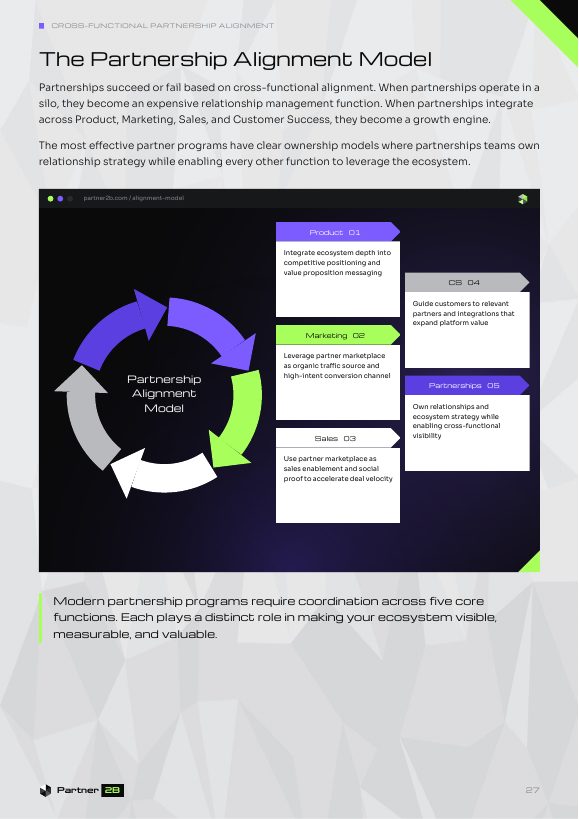 CROSS-FUNCTIONAL PARTNERSHIP ALIGNMENT
The Partnership Alignment Model
Partnerships succeed or fail based on cross-functional alignment. When partnerships operate in a
silo, they become an expensive relationship management function. When partnerships integrate
across Product, Marketing, Sales, and Customer Success, they become a growth engine.
The most effective partner programs have clear ownership models where partnerships teams own
relationship strategy while enabling every other function to leverage the ecosystem.
partner2b.com / alignment-model
Partnership
Alignment
Model
Product 01
Integrate ecosystem depth into
competitive positioning and
value proposition messaging
Marketing 02
Leverage partner marketplace
as organic traffic source and
high-intent conversion channel
Sales 03
Use partner marketplace as
sales enablement and social
proof to accelerate deal velocity
CS 04
Guide customers to relevant
partners and integrations that
expand platform value
Partnerships 05
Own relationships and
ecosystem strategy while
enabling cross-functional
visibility
Modern partnership programs require coordination across five core
functions. Each plays a distinct role in making your ecosystem visible,
measurable, and valuable.
Partner 2B
27